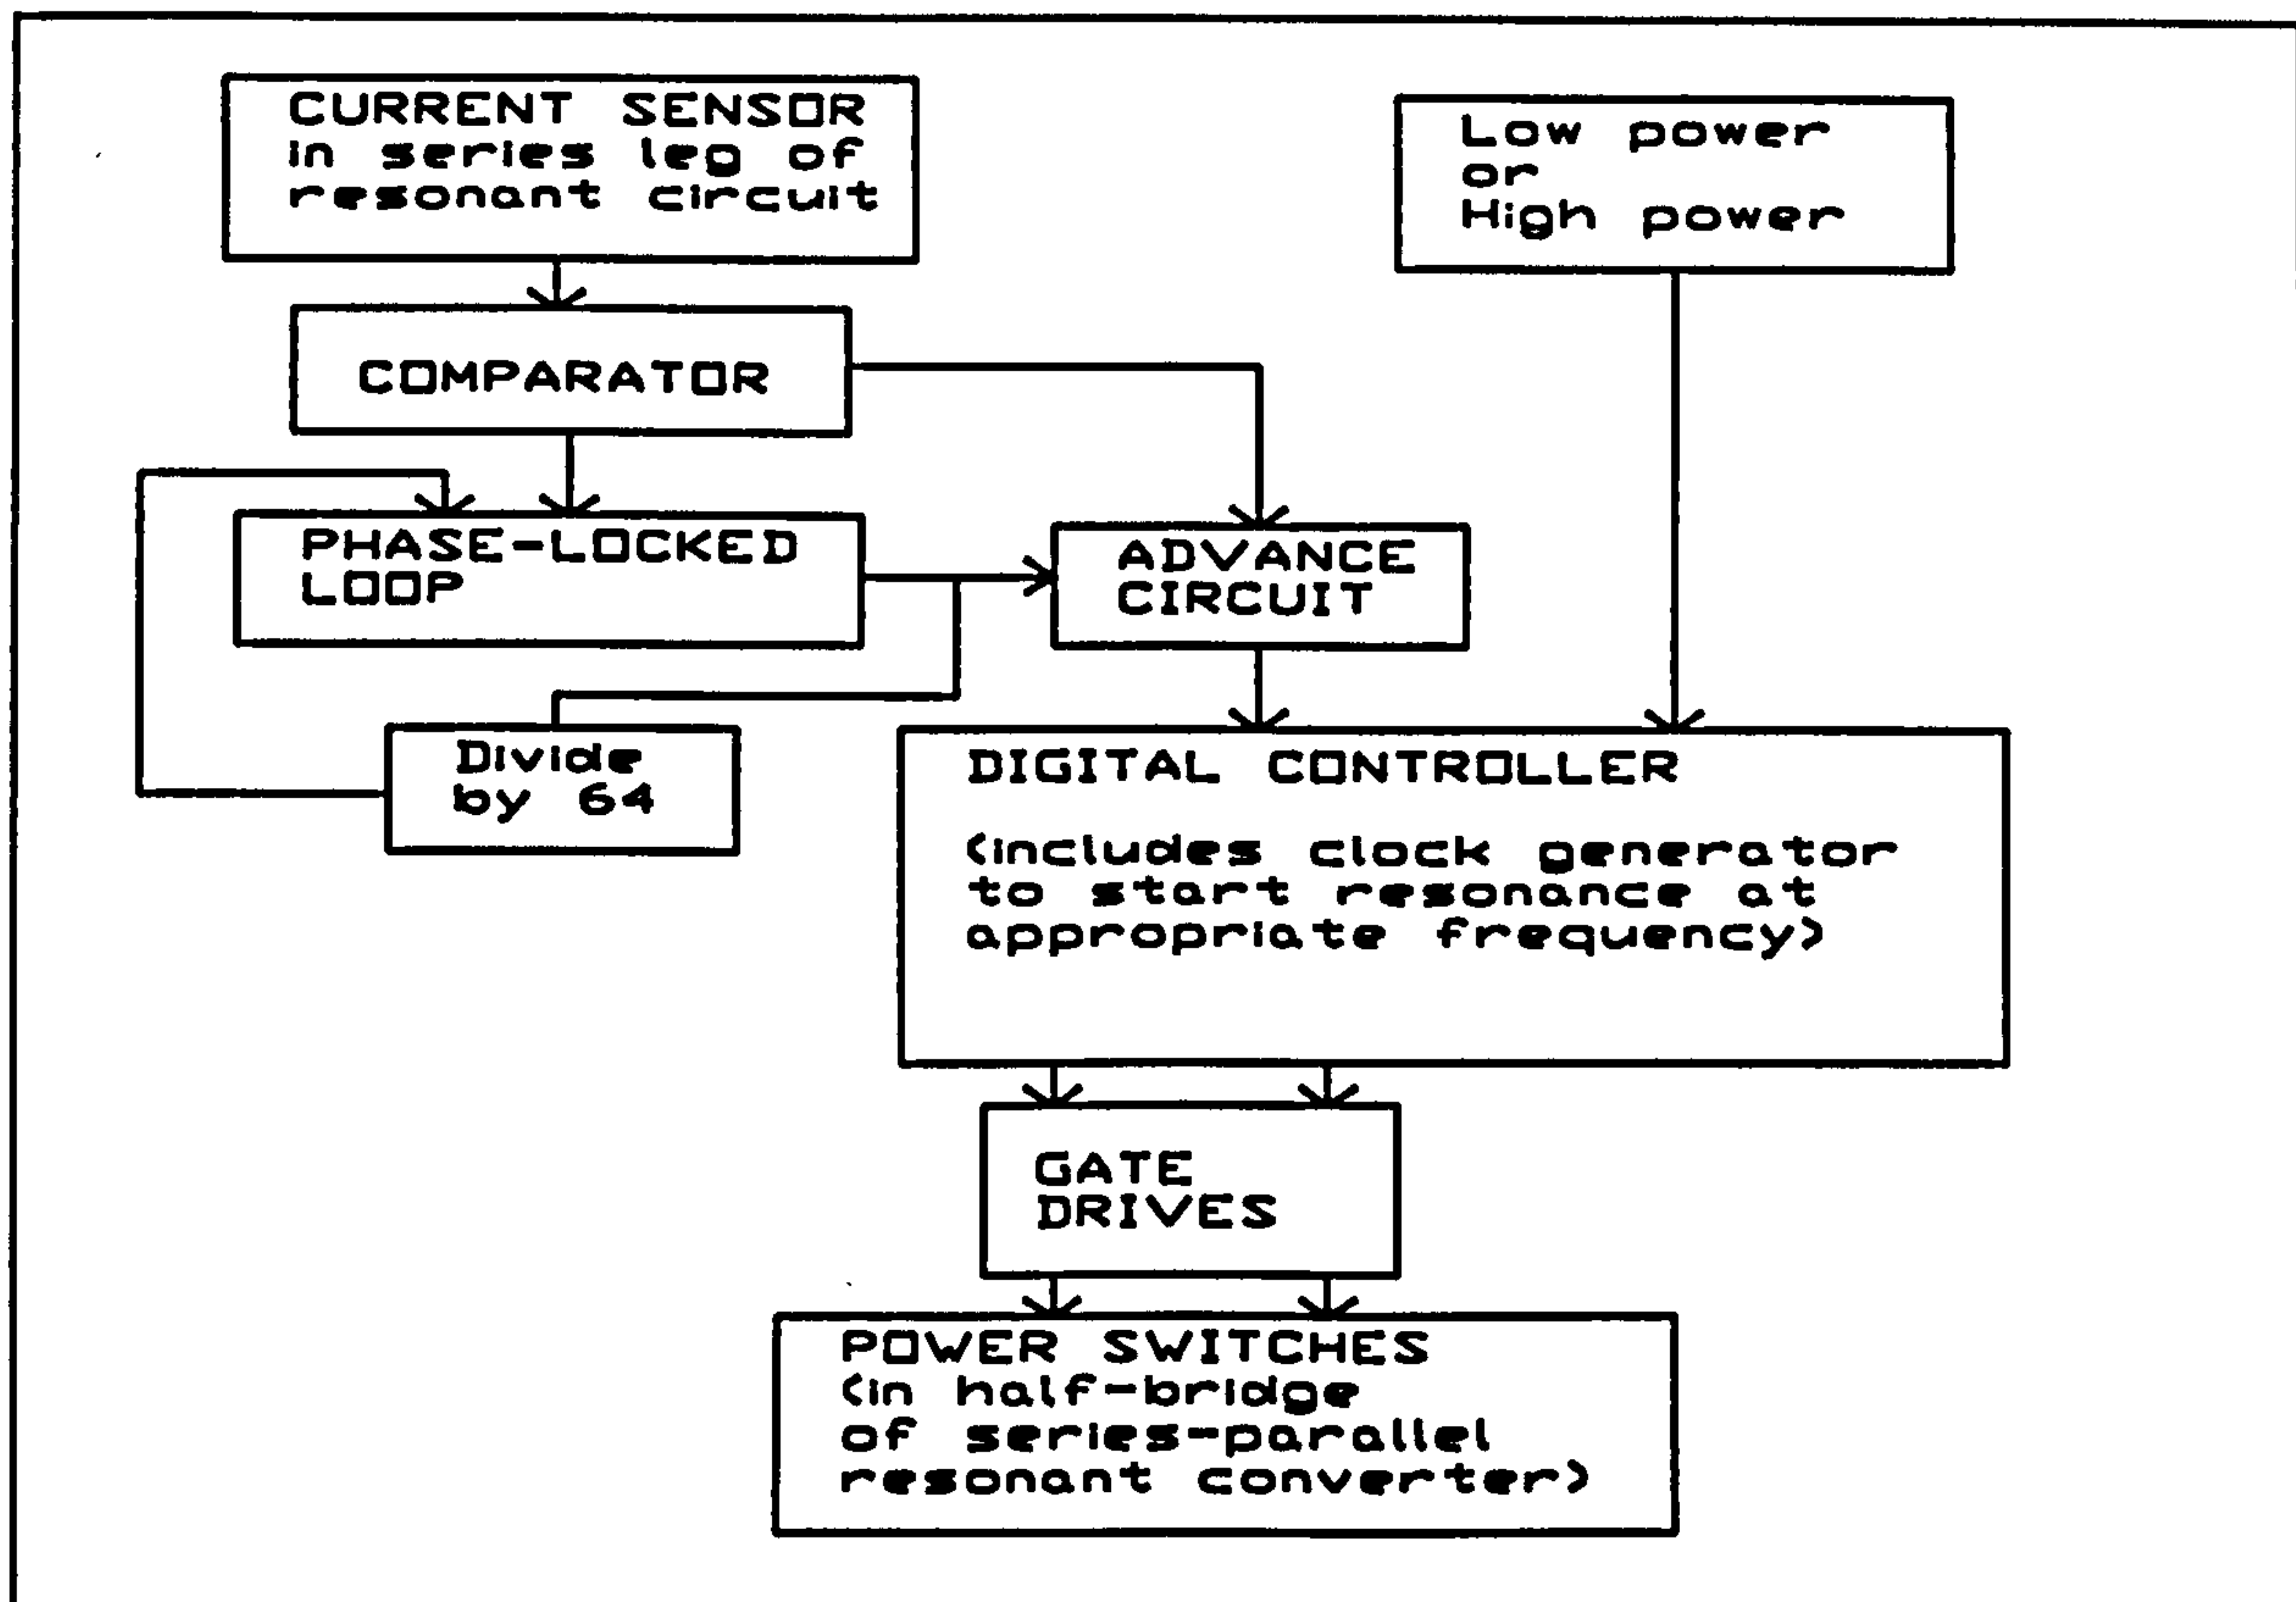 CURRENT SENSOR
in series leg of
resonant circuit
Low power
or
High power
COMPARATOR
PHASE-LOCKED
LOOP
ADVANCE
CIRCUIT
Divide
by 64
DIGITAL CONTROLLER
(includes clock generator
to start resonance at
appropriate frequency)
GATE
DRIVES
POWER SWITCHES
(in half-bridge
of series-parallel
resonant converter)